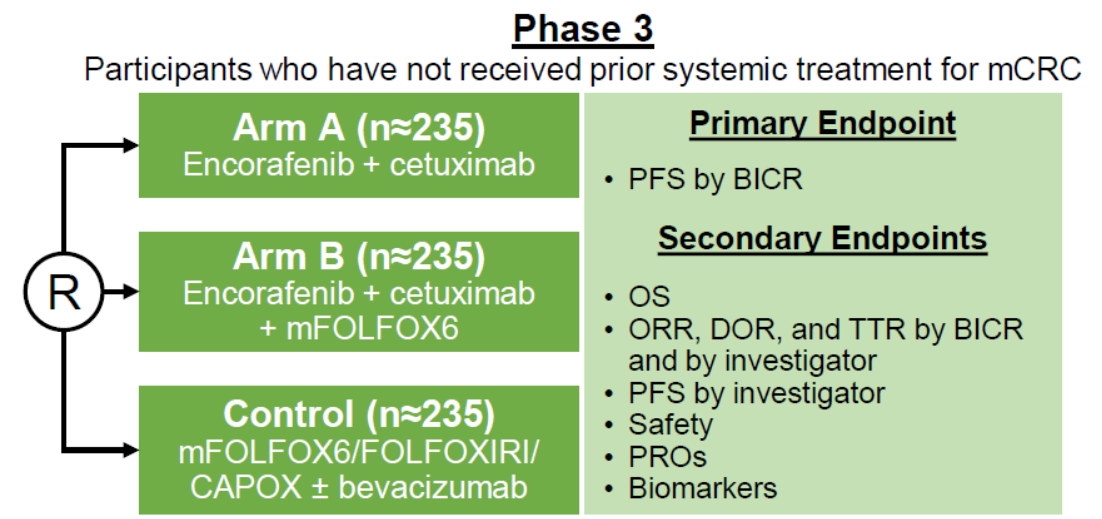 Phase 3
Participants who have not received prior systemic treatment for mCRC
R
Arm A (n≈235)
Encorafenib + cetuximab
Arm B (n≈235)
Encorafenib + cetuximab
+ mFOLFOX6
Control (n≈235)
mFOLFOX6/FOLFOXIRI/
CAPOX ± bevacizumab
Primary Endpoint
• PFS by BICR
Secondary Endpoints
• OS
• ORR, DOR, and TTR by BICR
and by investigator
• PFS by investigator
• Safety
• PROs
• Biomarkers